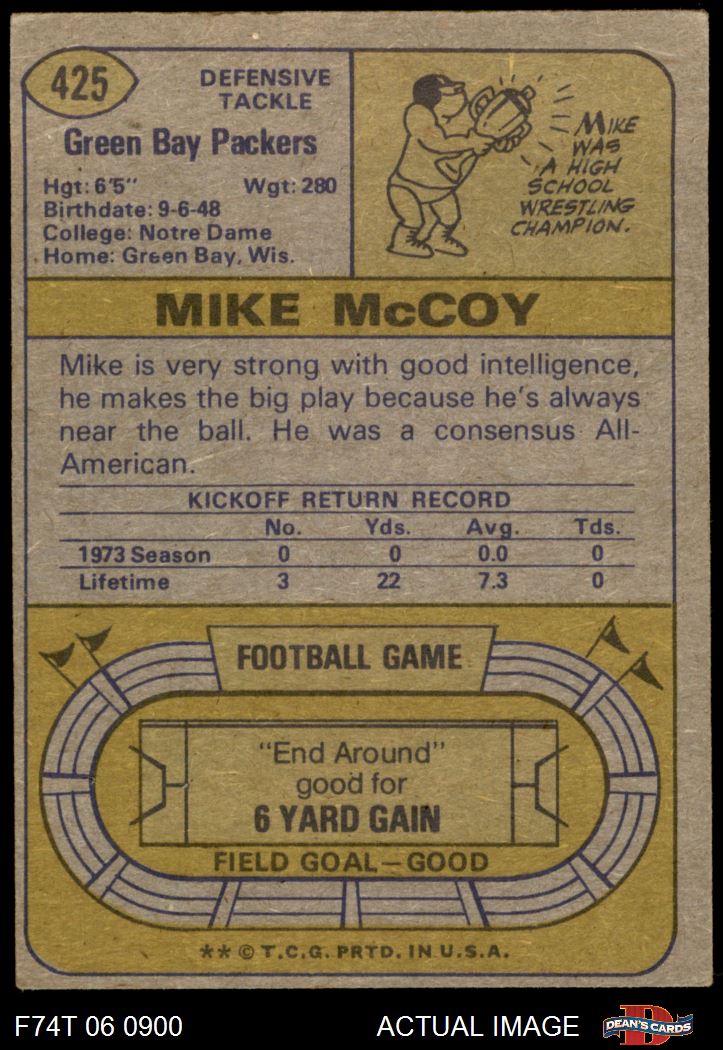 425
DEFENSIVE
TACKLE
Green Bay Packers
Hgt: 6'5" Wgt: 280
Birthdate: 9-6-48
College: Notre Dame
Home: Green Bay, Wis.
MIKE
WAS
A HIGH
SCHOOL
WRESTLING
CHAMPION.
MIKE McCOY
Mike is very strong with good intelligence,
he makes the big play because he's always
near the ball. He was a consensus All-
American.
KICKOFF RETURN RECORD
No. Yds. Avg. Tds.
1973 Season 0 0 0.0 0
Lifetime 3 22 7.3 0
FOOTBALL GAME
"End Around"
good for
6 YARD GAIN
FIELD GOAL—GOOD
** © T.C.G. PRTD. IN U.S.A.
F74T 06 0900 ACTUAL IMAGE
D
DEAN'S CARDS